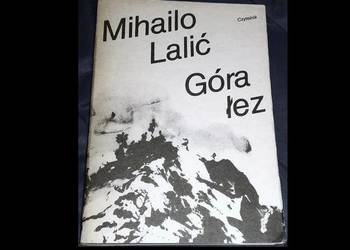 Mihailo
Lalić
Czytelnik
Góra
łez